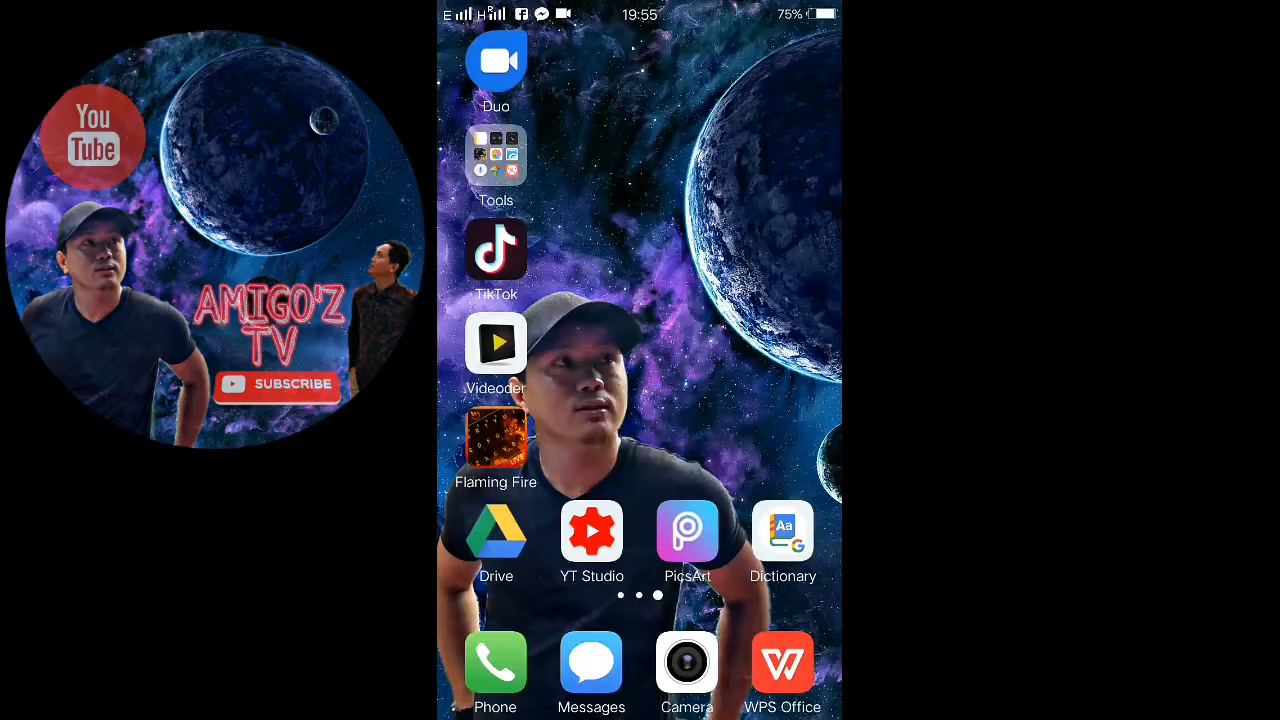 You
Tube
AMIGO'Z
TV
SUBSCRIBE
E H R 19:55 75%
Duo
Tools
TikTok
Videoder
Flaming Fire
Drive YT Studio PicsArt Dictionary
Phone Messages Camera WPS Office